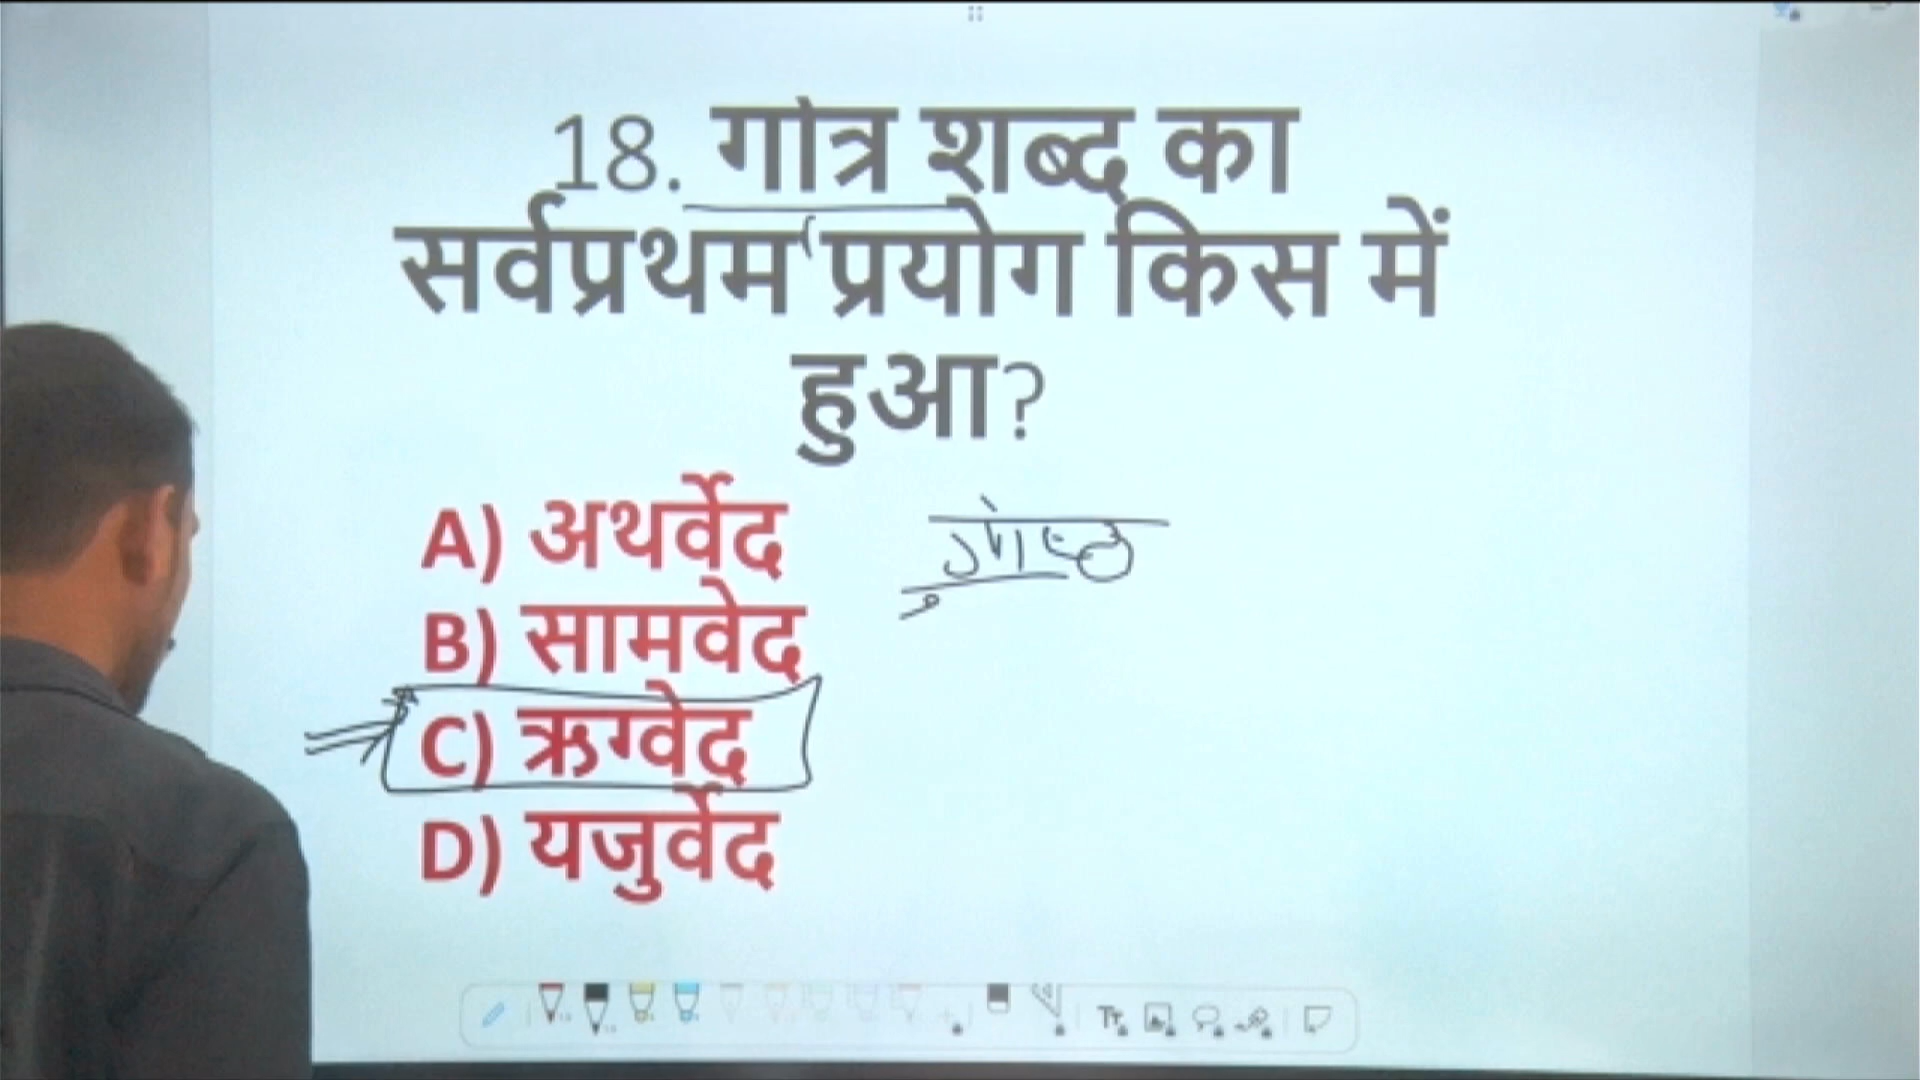 18. गोत्र शब्द का
सर्वप्रथम प्रयोग किस में
हुआ?
A) अथर्वेद
B) सामवेद
C) ऋग्वेद
D) यजुर्वेद